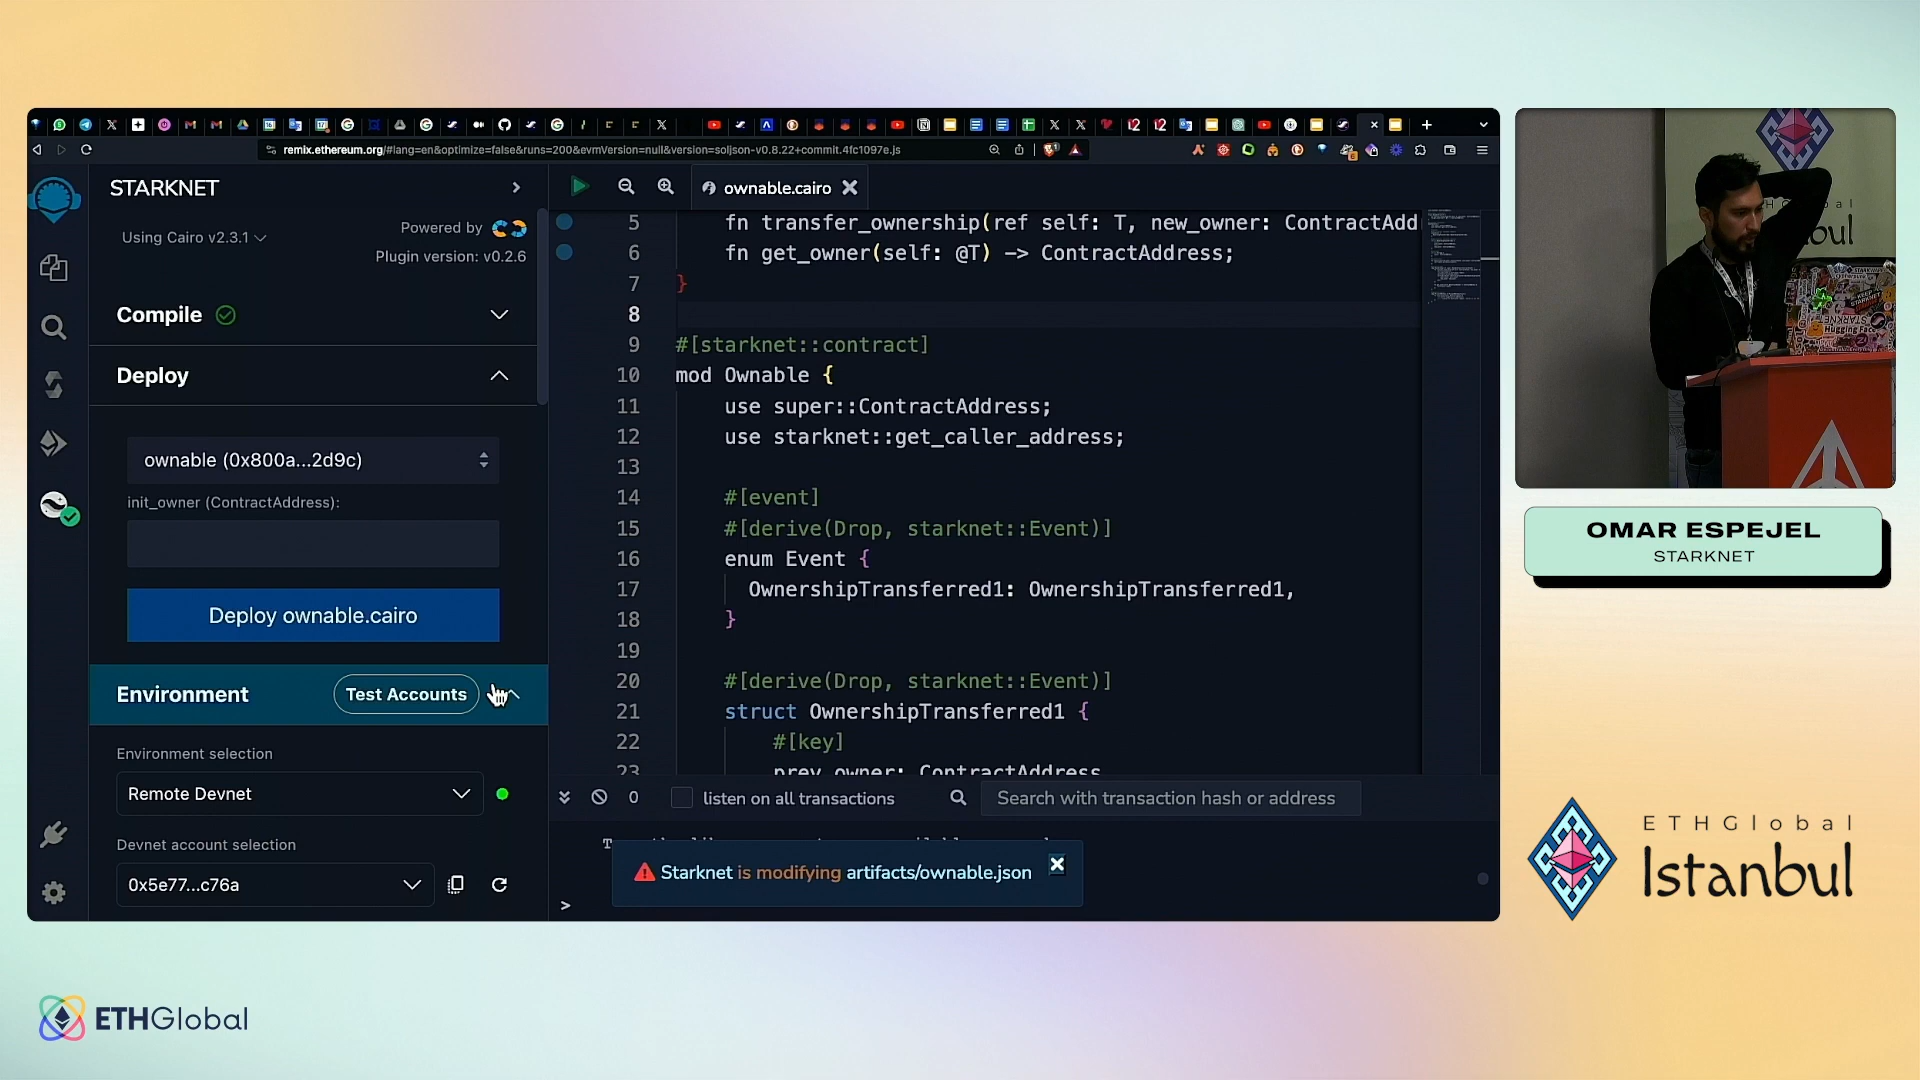 remix.ethereum.org/#lang=en&optimize=false&runs=200&evmVersion=null&version=soljson-v0.8.22+commit.4fc1097e.js
STARKNET
Using Cairo v2.3.1
Powered by
Plugin version: v0.2.6
Compile
Deploy
ownable (0x800a...2d9c)
init_owner (ContractAddress):
Deploy ownable.cairo
Environment
Test Accounts
Environment selection
Remote Devnet
Devnet account selection
0x5e77...c76a
ownable.cairo
5 fn transfer_ownership(ref self: T, new_owner: ContractAdd
6 fn get_owner(self: @T) -> ContractAddress;
7 }
8
9 #[starknet::contract]
10 mod Ownable {
11 use super::ContractAddress;
12 use starknet::get_caller_address;
13
14 #[event]
15 #[derive(Drop, starknet::Event)]
16 enum Event {
17 OwnershipTransferred1: OwnershipTransferred1,
18 }
19
20 #[derive(Drop, starknet::Event)]
21 struct OwnershipTransferred1 {
22 #[key]
23 prev_owner: ContractAddress
0
listen on all transactions
Search with transaction hash or address
Starknet is modifying artifacts/ownable.json
>
OMAR ESPEJEL
STARKNET
ETHGlobal
Istanbul
ETHGlobal